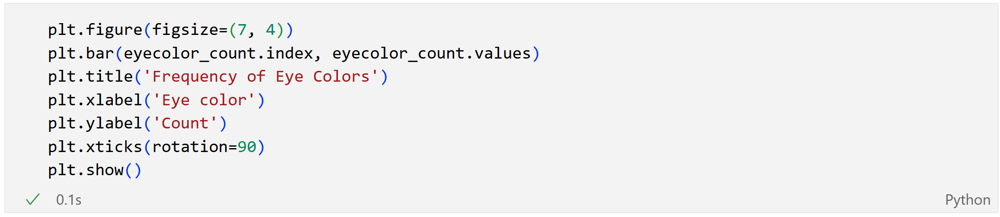 plt.figure(figsize=(7, 4))
plt.bar(eyecolor_count.index, eyecolor_count.values)
plt.title('Frequency of Eye Colors')
plt.xlabel('Eye color')
plt.ylabel('Count')
plt.xticks(rotation=90)
plt.show()
0.1s Python